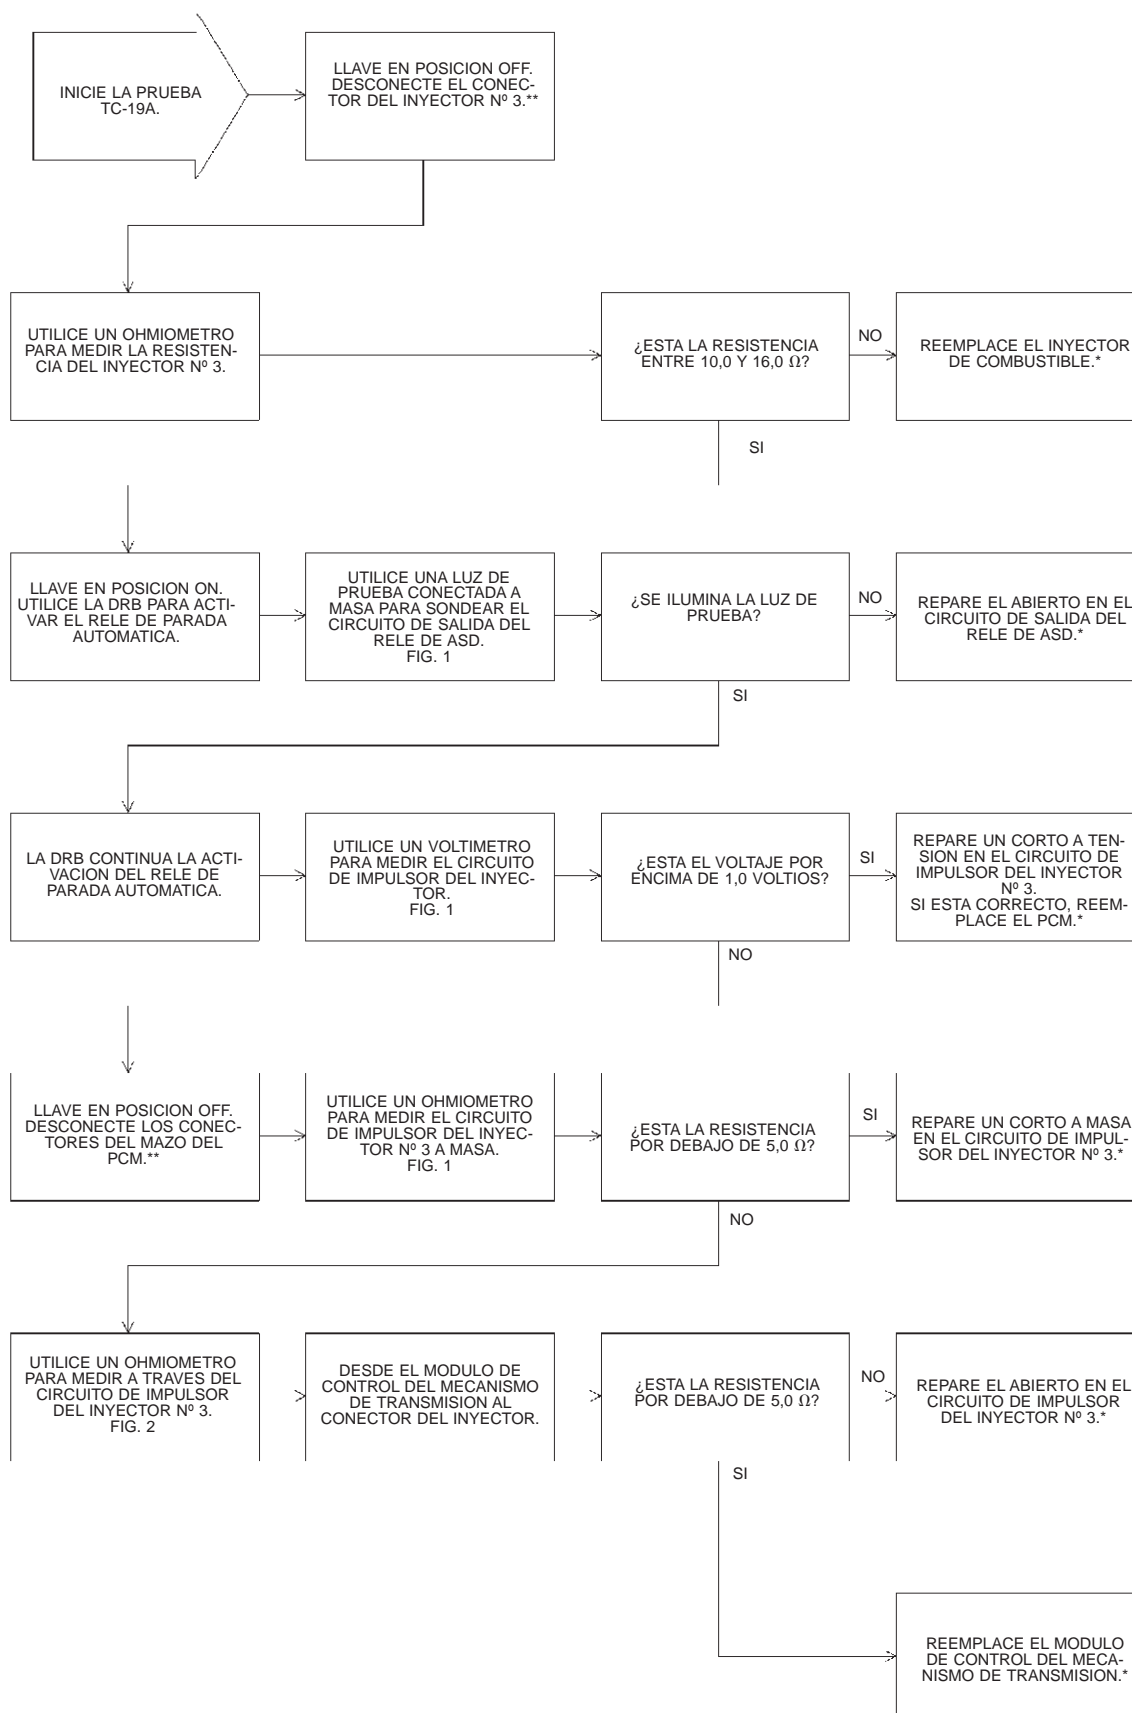 INICIE LA PRUEBA
TC-19A.
LLAVE EN POSICION OFF.
DESCONECTE EL CONEC-
TOR DEL INYECTOR Nº 3.**
UTILICE UN OHMIOMETRO
PARA MEDIR LA RESISTEN-
CIA DEL INYECTOR Nº 3.
¿ESTA LA RESISTENCIA
ENTRE 10,0 Y 16,0 Ω?
NO
REEMPLACE EL INYECTOR
DE COMBUSTIBLE.*
SI
LLAVE EN POSICION ON.
UTILICE LA DRB PARA ACTI-
VAR EL RELE DE PARADA
AUTOMATICA.
UTILICE UNA LUZ DE
PRUEBA CONECTADA A
MASA PARA SONDEAR EL
CIRCUITO DE SALIDA DEL
RELE DE ASD.
FIG. 1
¿SE ILUMINA LA LUZ DE
PRUEBA?
NO
REPARE EL ABIERTO EN EL
CIRCUITO DE SALIDA DEL
RELE DE ASD.*
SI
LA DRB CONTINUA LA ACTI-
VACION DEL RELE DE
PARADA AUTOMATICA.
UTILICE UN VOLTIMETRO
PARA MEDIR EL CIRCUITO
DE IMPULSOR DEL INYEC-
TOR.
FIG. 1
¿ESTA EL VOLTAJE POR
ENCIMA DE 1,0 VOLTIOS?
SI
REPARE UN CORTO A TEN-
SION EN EL CIRCUITO DE
IMPULSOR DEL INYECTOR
Nº 3.
SI ESTA CORRECTO, REEM-
PLACE EL PCM.*
NO
LLAVE EN POSICION OFF.
DESCONECTE LOS CONEC-
TORES DEL MAZO DEL
PCM.**
UTILICE UN OHMIOMETRO
PARA MEDIR EL CIRCUITO
DE IMPULSOR DEL INYEC-
TOR Nº 3 A MASA.
FIG. 1
¿ESTA LA RESISTENCIA
POR DEBAJO DE 5,0 Ω?
SI
REPARE UN CORTO A MASA
EN EL CIRCUITO DE IMPUL-
SOR DEL INYECTOR Nº 3.*
NO
UTILICE UN OHMIOMETRO
PARA MEDIR A TRAVES DEL
CIRCUITO DE IMPULSOR
DEL INYECTOR Nº 3.
FIG. 2
DESDE EL MODULO DE
CONTROL DEL MECANISMO
DE TRANSMISION AL
CONECTOR DEL INYECTOR.
¿ESTA LA RESISTENCIA
POR DEBAJO DE 5,0 Ω?
NO
REPARE EL ABIERTO EN EL
CIRCUITO DE IMPULSOR
DEL INYECTOR Nº 3.*
SI
REEMPLACE EL MODULO
DE CONTROL DEL MECA-
NISMO DE TRANSMISION.*